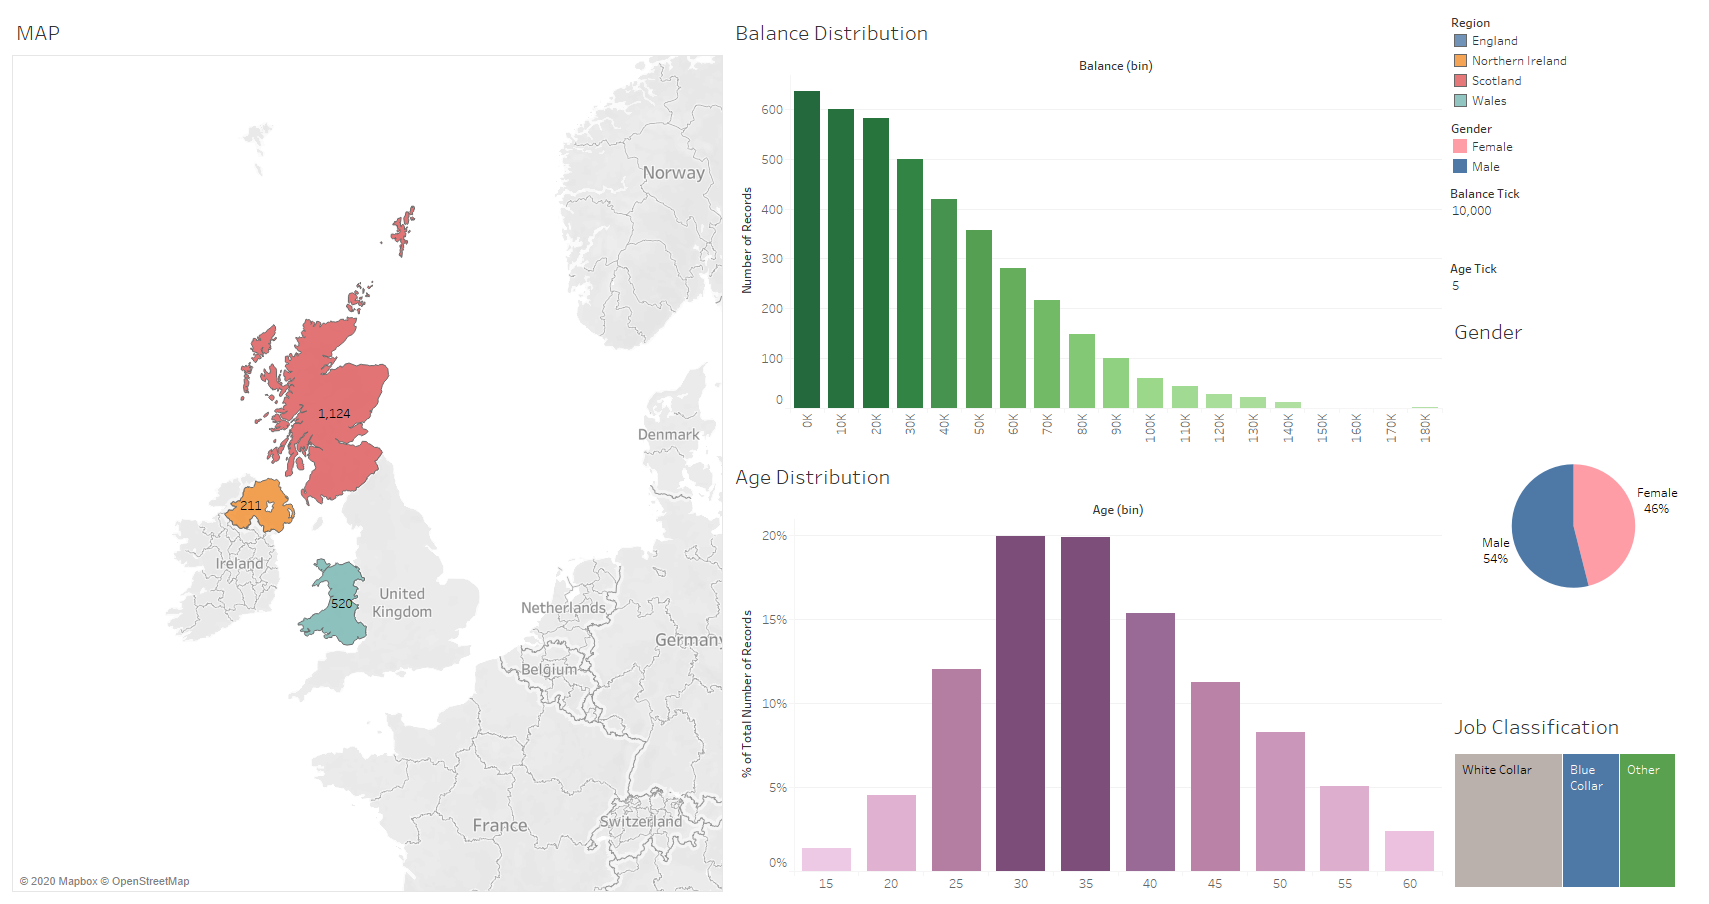 MAP
Norway
Denmark
1,124
211
Ireland
520
United
Kingdom
Netherlands
Germany
Belgium
France
Switzerland
© 2020 Mapbox © OpenStreetMap
Balance Distribution
Balance (bin)
Number of Records
600
500
400
300
200
100
0
0K
10K
20K
30K
40K
50K
60K
70K
80K
90K
100K
110K
120K
130K
140K
150K
160K
170K
180K
Age Distribution
Age (bin)
% of Total Number of Records
20%
15%
10%
5%
0%
15
20
25
30
35
40
45
50
55
60
Region
England
Northern Ireland
Scotland
Wales
Gender
Female
Male
Balance Tick
10,000
Age Tick
5
Gender
Female
46%
Male
54%
Job Classification
White Collar
Blue
Collar
Other